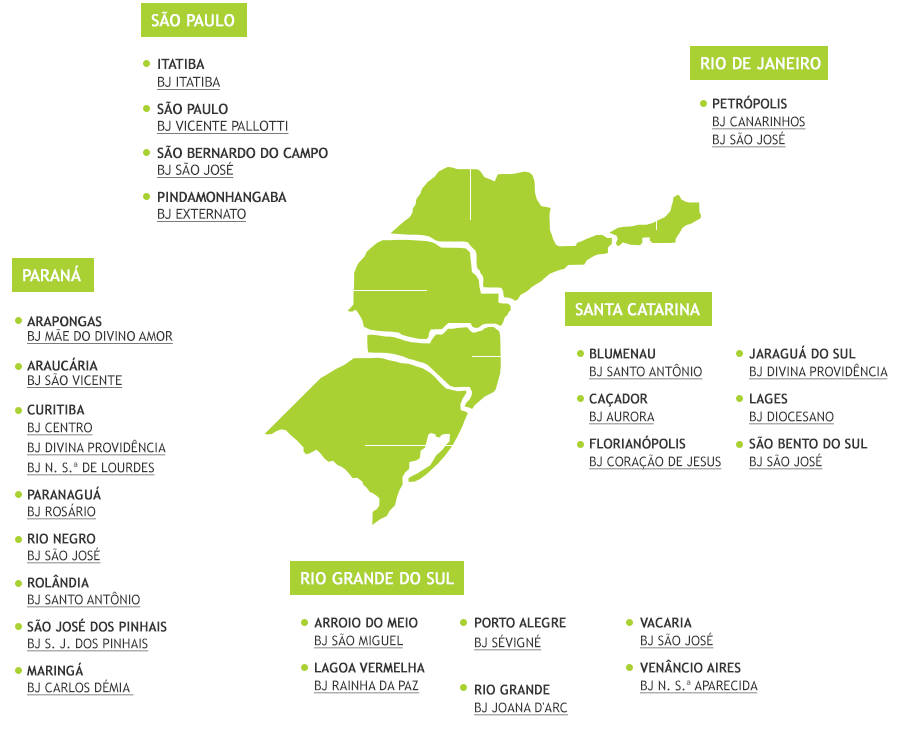 SÃO PAULO
ITATIBA
BJ ITATIBA
SÃO PAULO
BJ VICENTE PALLOTTI
SÃO BERNARDO DO CAMPO
BJ SÃO JOSÉ
PINDAMONHANGABA
BJ EXTERNATO
RIO DE JANEIRO
PETRÓPOLIS
BJ CANARINHOS
BJ SÃO JOSÉ
PARANÁ
ARAPONGAS
BJ MÃE DO DIVINO AMOR
ARAUCÁRIA
BJ SÃO VICENTE
CURITIBA
BJ CENTRO
BJ DIVINA PROVIDÊNCIA
BJ N. S.ª DE LOURDES
PARANAGUÁ
BJ ROSÁRIO
RIO NEGRO
BJ SÃO JOSÉ
ROLÂNDIA
BJ SANTO ANTÔNIO
SÃO JOSÉ DOS PINHAIS
BJ S. J. DOS PINHAIS
MARINGÁ
BJ CARLOS DÉMIA
SANTA CATARINA
BLUMENAU
BJ SANTO ANTÔNIO
CAÇADOR
BJ AURORA
FLORIANÓPOLIS
BJ CORAÇÃO DE JESUS
JARAGUÁ DO SUL
BJ DIVINA PROVIDÊNCIA
LAGES
BJ DIOCESANO
SÃO BENTO DO SUL
BJ SÃO JOSÉ
RIO GRANDE DO SUL
ARROIO DO MEIO
BJ SÃO MIGUEL
LAGOA VERMELHA
BJ RAINHA DA PAZ
PORTO ALEGRE
BJ SÉVIGNÉ
RIO GRANDE
BJ JOANA D'ARC
VACARIA
BJ SÃO JOSÉ
VENÂNCIO AIRES
BJ N. S.ª APARECIDA